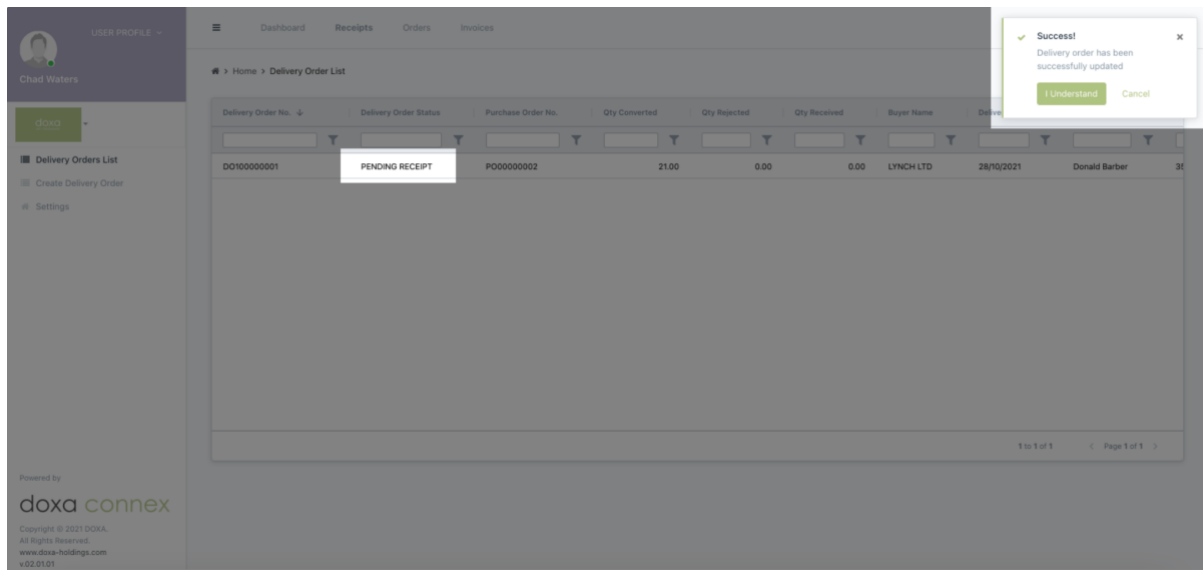 USER PROFILE
Chad Waters
doxa
Delivery Orders List
Create Delivery Order
Settings
Powered by
doxa connex
Copyright © 2021 DOXA.
All Rights Reserved.
www.doxa-holdings.com
v.02.01.01
Dashboard Receipts Orders Invoices
> Home > Delivery Order List
Delivery Order No. ↓ Delivery Order Status Purchase Order No. Qty Converted Qty Rejected Qty Received Buyer Name
DO100000001 PENDING RECEIPT PO00000002 21.00 0.00 0.00 LYNCH LTD 28/10/2021 Donald Barber
1 to 1 of 1 < Page 1 of 1 >
Success!
Delivery order has been
successfully updated
I Understand Cancel